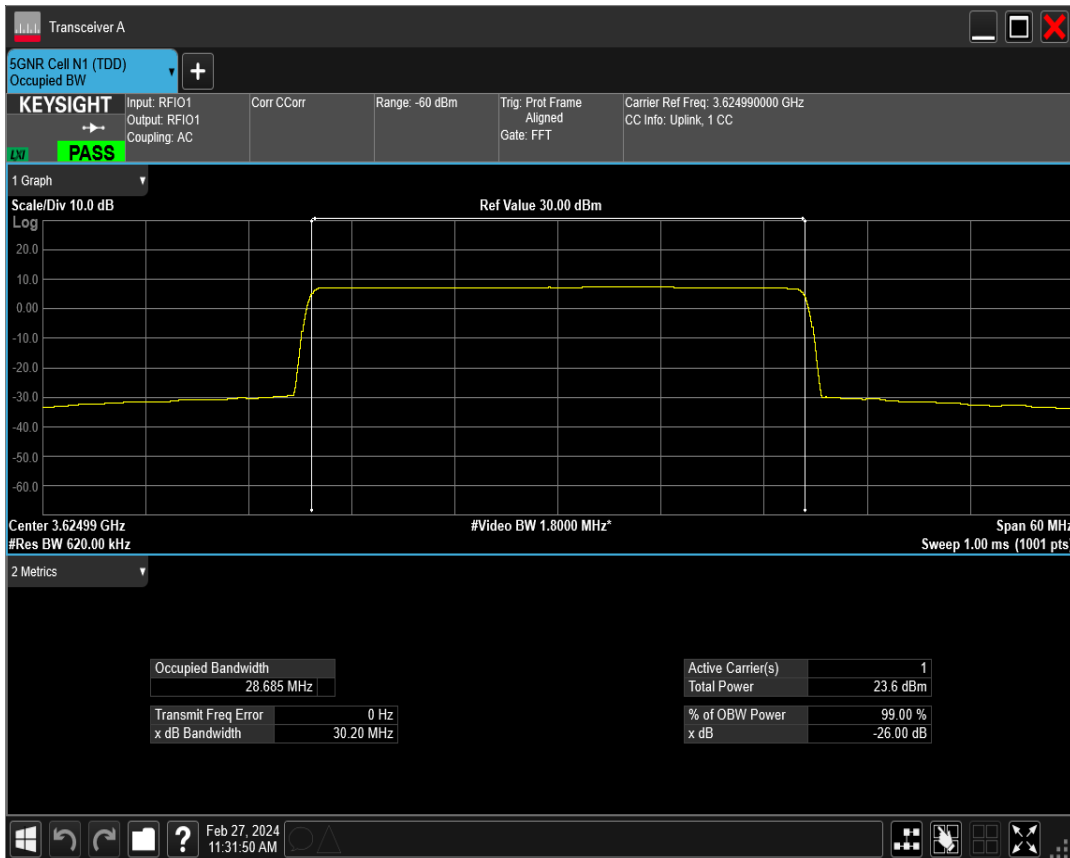 Transceiver A
5GNR Cell N1 (TDD)
Occupied BW
+
KEYSIGHT
LXI
PASS
Input: RFIO1
Output: RFIO1
Coupling: AC
Corr CCorr
Range: -60 dBm
Trig: Prot Frame
Aligned
Gate: FFT
Carrier Ref Freq: 3.624990000 GHz
CC Info: Uplink, 1 CC
1 Graph
Scale/Div 10.0 dB
Ref Value 30.00 dBm
Log
20.0
10.0
0.00
-10.0
-20.0
-30.0
-40.0
-50.0
-60.0
Center 3.62499 GHz
#Video BW 1.8000 MHz*
Span 60 MHz
#Res BW 620.00 kHz
Sweep 1.00 ms (1001 pts)
2 Metrics
Occupied Bandwidth
28.685 MHz
Transmit Freq Error 0 Hz
x dB Bandwidth 30.20 MHz
Active Carrier(s) 1
Total Power 23.6 dBm
% of OBW Power 99.00 %
x dB -26.00 dB
?
Feb 27, 2024
11:31:50 AM